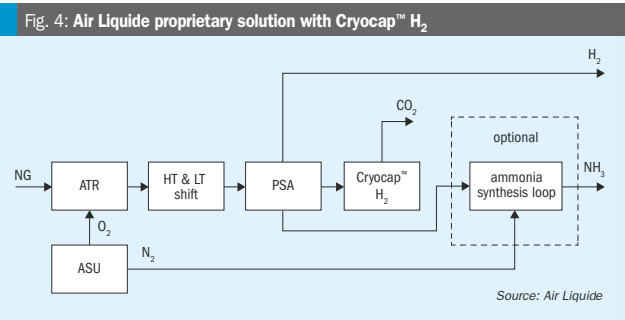 Fig. 4: Air Liquide proprietary solution with Cryocap™ H₂
H₂
CO₂
optional
NG
ATR
HT & LT
shift
PSA
Cryocap™
H₂
ammonia
synthesis loop
NH₃
O₂
N₂
ASU
Source: Air Liquide